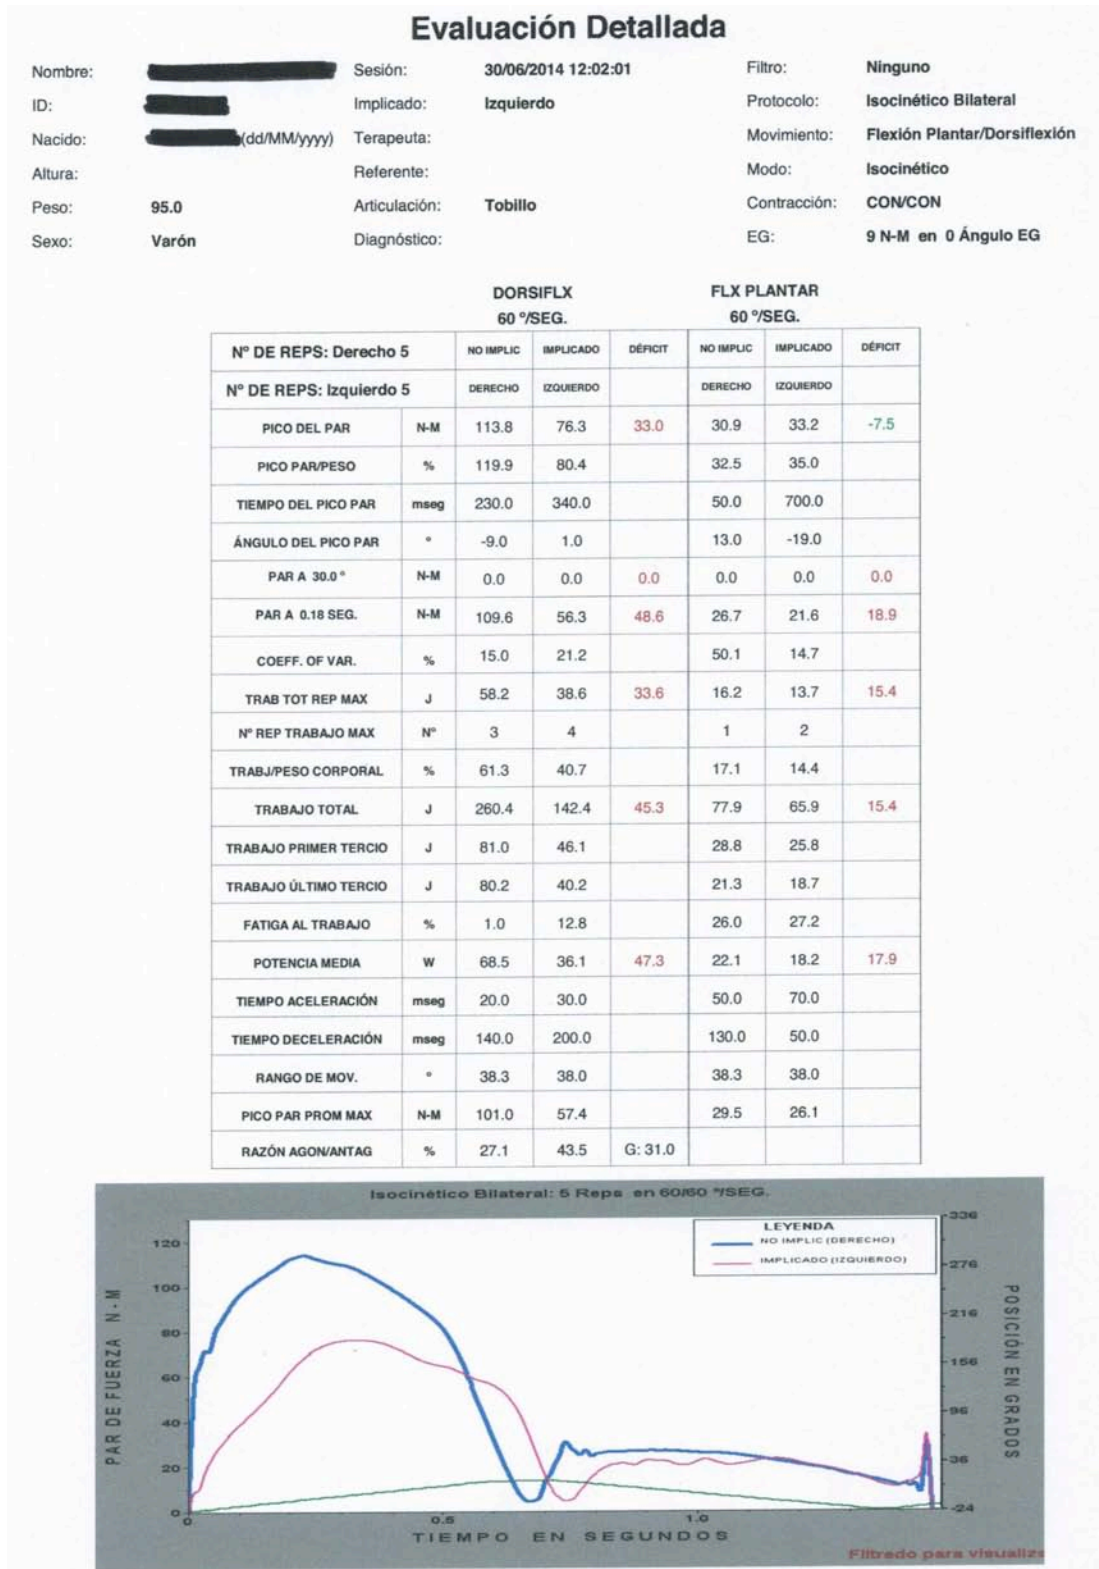 Evaluación Detallada
Nombre: Sesión: 30/06/2014 12:02:01 Filtro: Ninguno
ID: Implicado: Izquierdo Protocolo: Isocinético Bilateral
Nacido: (dd/MM/yyyy) Terapeuta: Movimiento: Flexión Plantar/Dorsiflexión
Altura: Referente: Modo: Isocinético
Peso: 95.0 Articulación: Tobillo Contracción: CON/CON
Sexo: Varón Diagnóstico: EG: 9 N-M en 0 Ángulo EG
DORSIFLX FLX PLANTAR
60 º/SEG. 60 º/SEG.
Nº DE REPS: Derecho 5 NO IMPLIC IMPLICADO DÉFICIT NO IMPLIC IMPLICADO DÉFICIT
Nº DE REPS: Izquierdo 5 DERECHO IZQUIERDO DERECHO IZQUIERDO
PICO DEL PAR N-M 113.8 76.3 33.0 30.9 33.2 -7.5
PICO PAR/PESO % 119.9 80.4 32.5 35.0
TIEMPO DEL PICO PAR mseg 230.0 340.0 50.0 700.0
ÁNGULO DEL PICO PAR º -9.0 1.0 13.0 -19.0
PAR A 30.0 º N-M 0.0 0.0 0.0 0.0 0.0 0.0
PAR A 0.18 SEG. N-M 109.6 56.3 48.6 26.7 21.6 18.9
COEFF. OF VAR. % 15.0 21.2 50.1 14.7
TRAB TOT REP MAX J 58.2 38.6 33.6 16.2 13.7 15.4
Nº REP TRABAJO MAX Nº 3 4 1 2
TRABJ/PESO CORPORAL % 61.3 40.7 17.1 14.4
TRABAJO TOTAL J 260.4 142.4 45.3 77.9 65.9 15.4
TRABAJO PRIMER TERCIO J 81.0 46.1 28.8 25.8
TRABAJO ÚLTIMO TERCIO J 80.2 40.2 21.3 18.7
FATIGA AL TRABAJO % 1.0 12.8 26.0 27.2
POTENCIA MEDIA W 68.5 36.1 47.3 22.1 18.2 17.9
TIEMPO ACELERACIÓN mseg 20.0 30.0 50.0 70.0
TIEMPO DECELERACIÓN mseg 140.0 200.0 130.0 50.0
RANGO DE MOV. º 38.3 38.0 38.3 38.0
PICO PAR PROM MAX N-M 101.0 57.4 29.5 26.1
RAZÓN AGON/ANTAG % 27.1 43.5 G: 31.0
Isocinético Bilateral: 5 Reps en 60/60 º/SEG.
LEYENDA
NO IMPLIC (DERECHO)
IMPLICADO (IZQUIERDO)
PAR DE FUERZA N-M
120
100
80
60
40
20
0
336
276
216
156
96
36
-24
POSICIÓN EN GRADOS
0 0.5 1.0
TIEMPO EN SEGUNDOS
Filtrado para visualiza